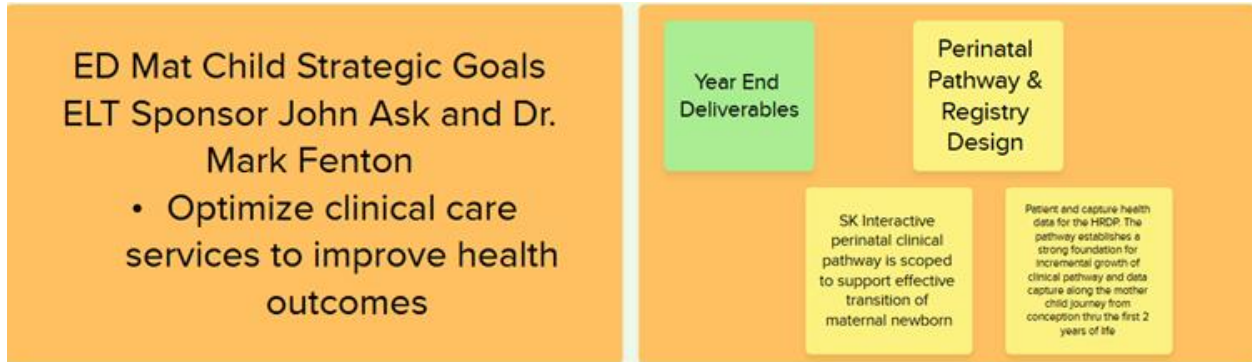 ED Mat Child Strategic Goals
ELT Sponsor John Ask and Dr.
Mark Fenton
• Optimize clinical care
services to improve health
outcomes
Year End
Deliverables
Perinatal
Pathway &
Registry
Design
SK Interactive
perinatal clinical
pathway is scoped
to support effective
transition of
maternal newborn
Patient and capture health
data for the HRDP. The
pathway establishes a
strong foundation for
incremental growth of
clinical pathway and data
capture along the mother
child journey from
conception thru the first 2
years of life